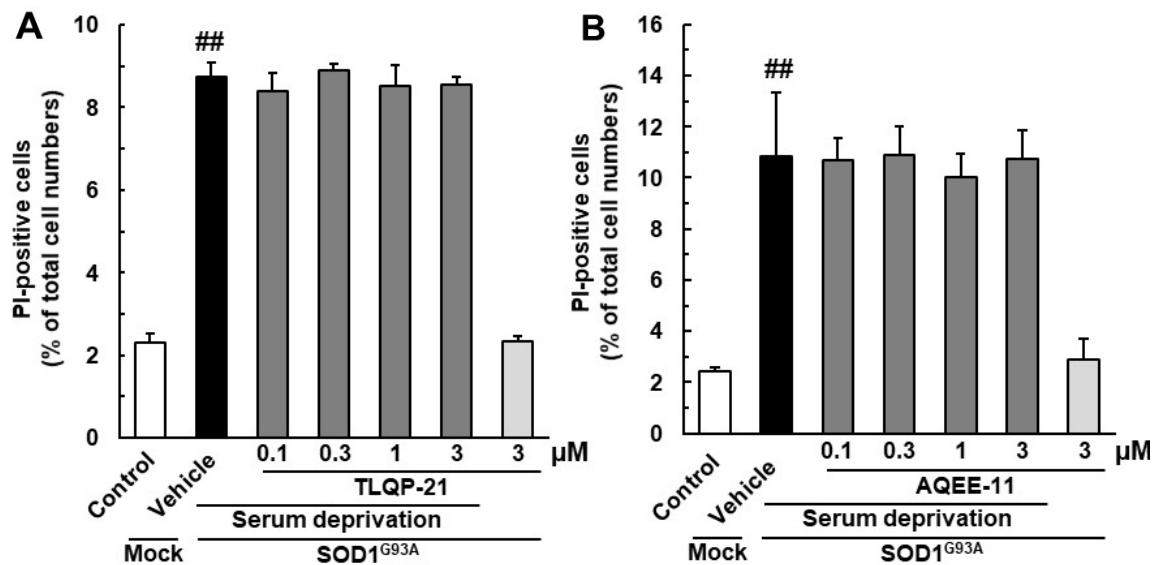 A
PI-positive cells
(% of total cell numbers)
10
8
6
4
2
0
##
Control
Vehicle
0.1 0.3 1 3 3 µM
TLQP-21
Serum deprivation
Mock SOD1G93A
B
PI-positive cells
(% of total cell numbers)
16
14
12
10
8
6
4
2
0
##
Control
Vehicle
0.1 0.3 1 3 3 µM
AQEE-11
Serum deprivation
Mock SOD1G93A